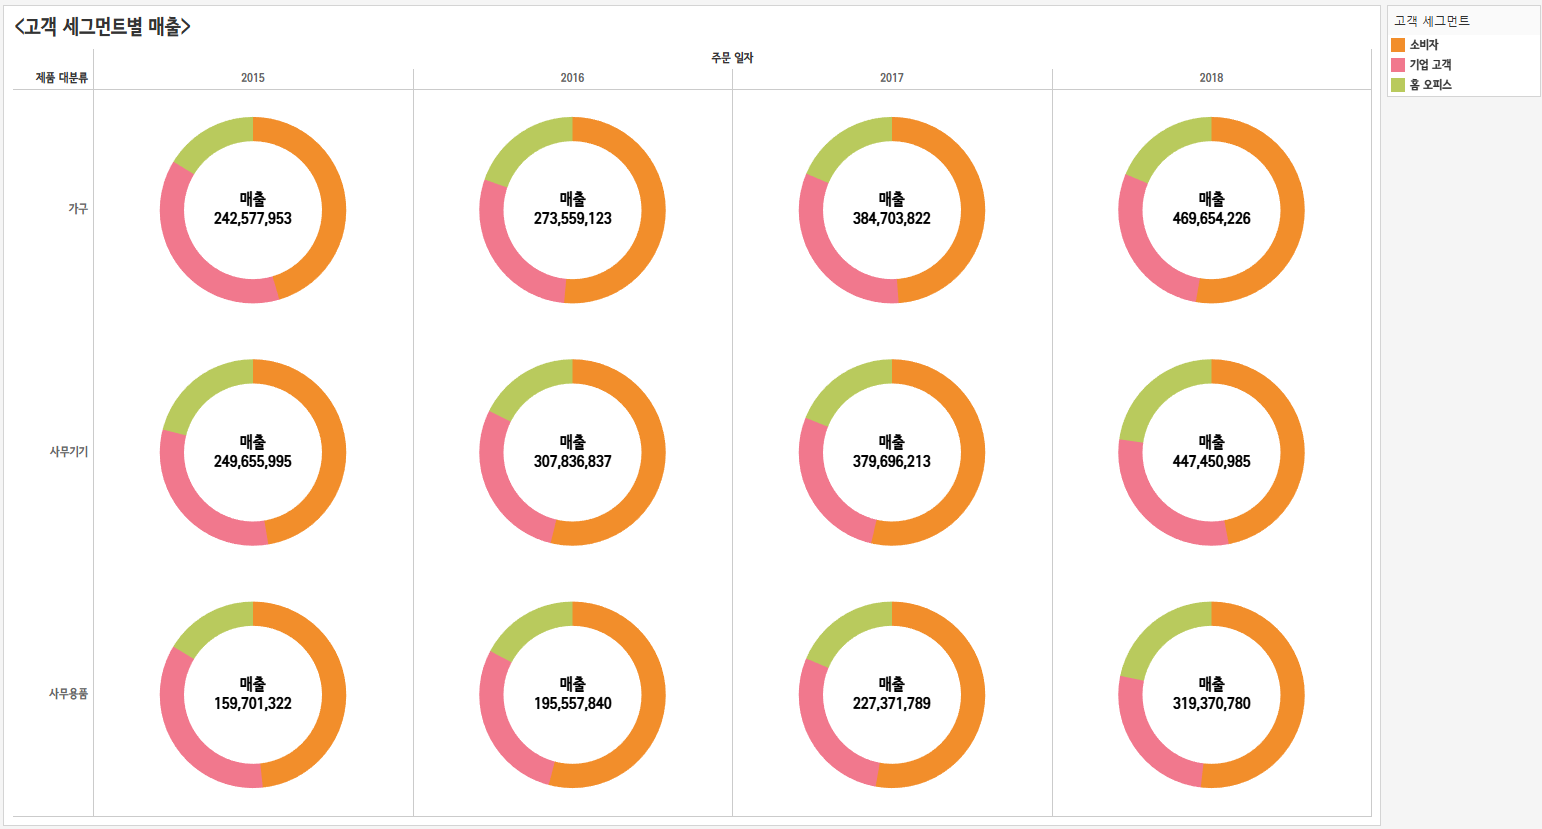 <고객 세그먼트별 매출>
주문 일자
제품 대분류 2015 2016 2017 2018
가구
매출 매출 매출 매출
242,577,953 273,559,123 384,703,822 469,654,226
사무기기
매출 매출 매출 매출
249,655,995 307,836,837 379,696,213 447,450,985
사무용품
매출 매출 매출 매출
159,701,322 195,557,840 227,371,789 319,370,780
고객 세그먼트
소비자
기업 고객
홈 오피스